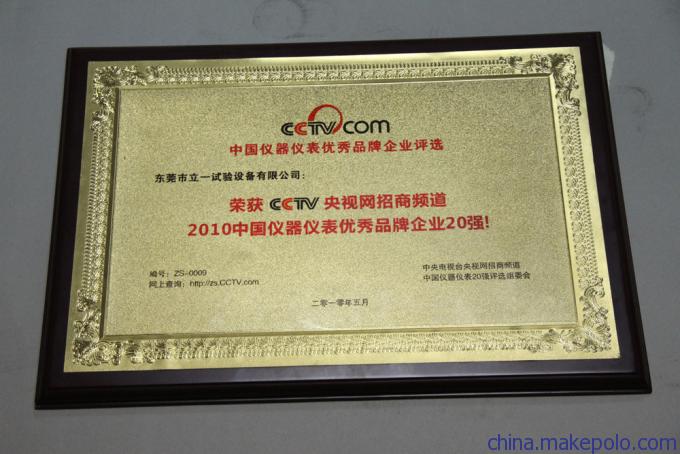 CCTV.com
中国仪器仪表优秀品牌企业评选
东莞市立一试验设备有限公司:
荣获 CCTV 央视网招商频道
2010中国仪器仪表优秀品牌企业20强!
编号: ZS-0009
网上查询: http://zs.CCTV.com
中央电视台央视网招商频道
中国仪器仪表20强评选组委会
二〇一〇年五月
china.makepolo.com